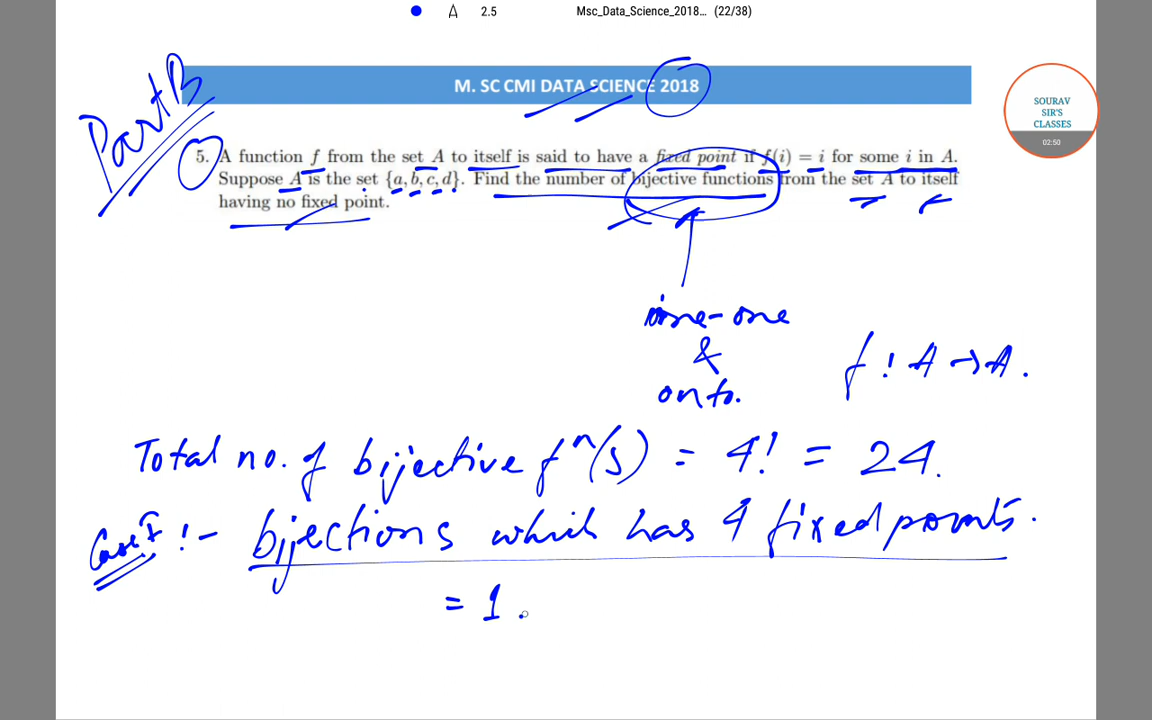 2.5 Msc_Data_Science_2018... (22/38)
M. SC CMI DATA SCIENCE 2018
SOURAV
SIR'S
CLASSES
02:50
Part B
5. A function f from the set A to itself is said to have a fixed point if f(i) = i for some i in A.
Suppose A is the set {a, b, c, d}. Find the number of bijective functions from the set A to itself
having no fixed point.
one-one
&
onto.
f : A → A.
Total no. of bijective fⁿ(s) = 4! = 24.
Case I :- bijections which has 4 fixed points.
= 1.